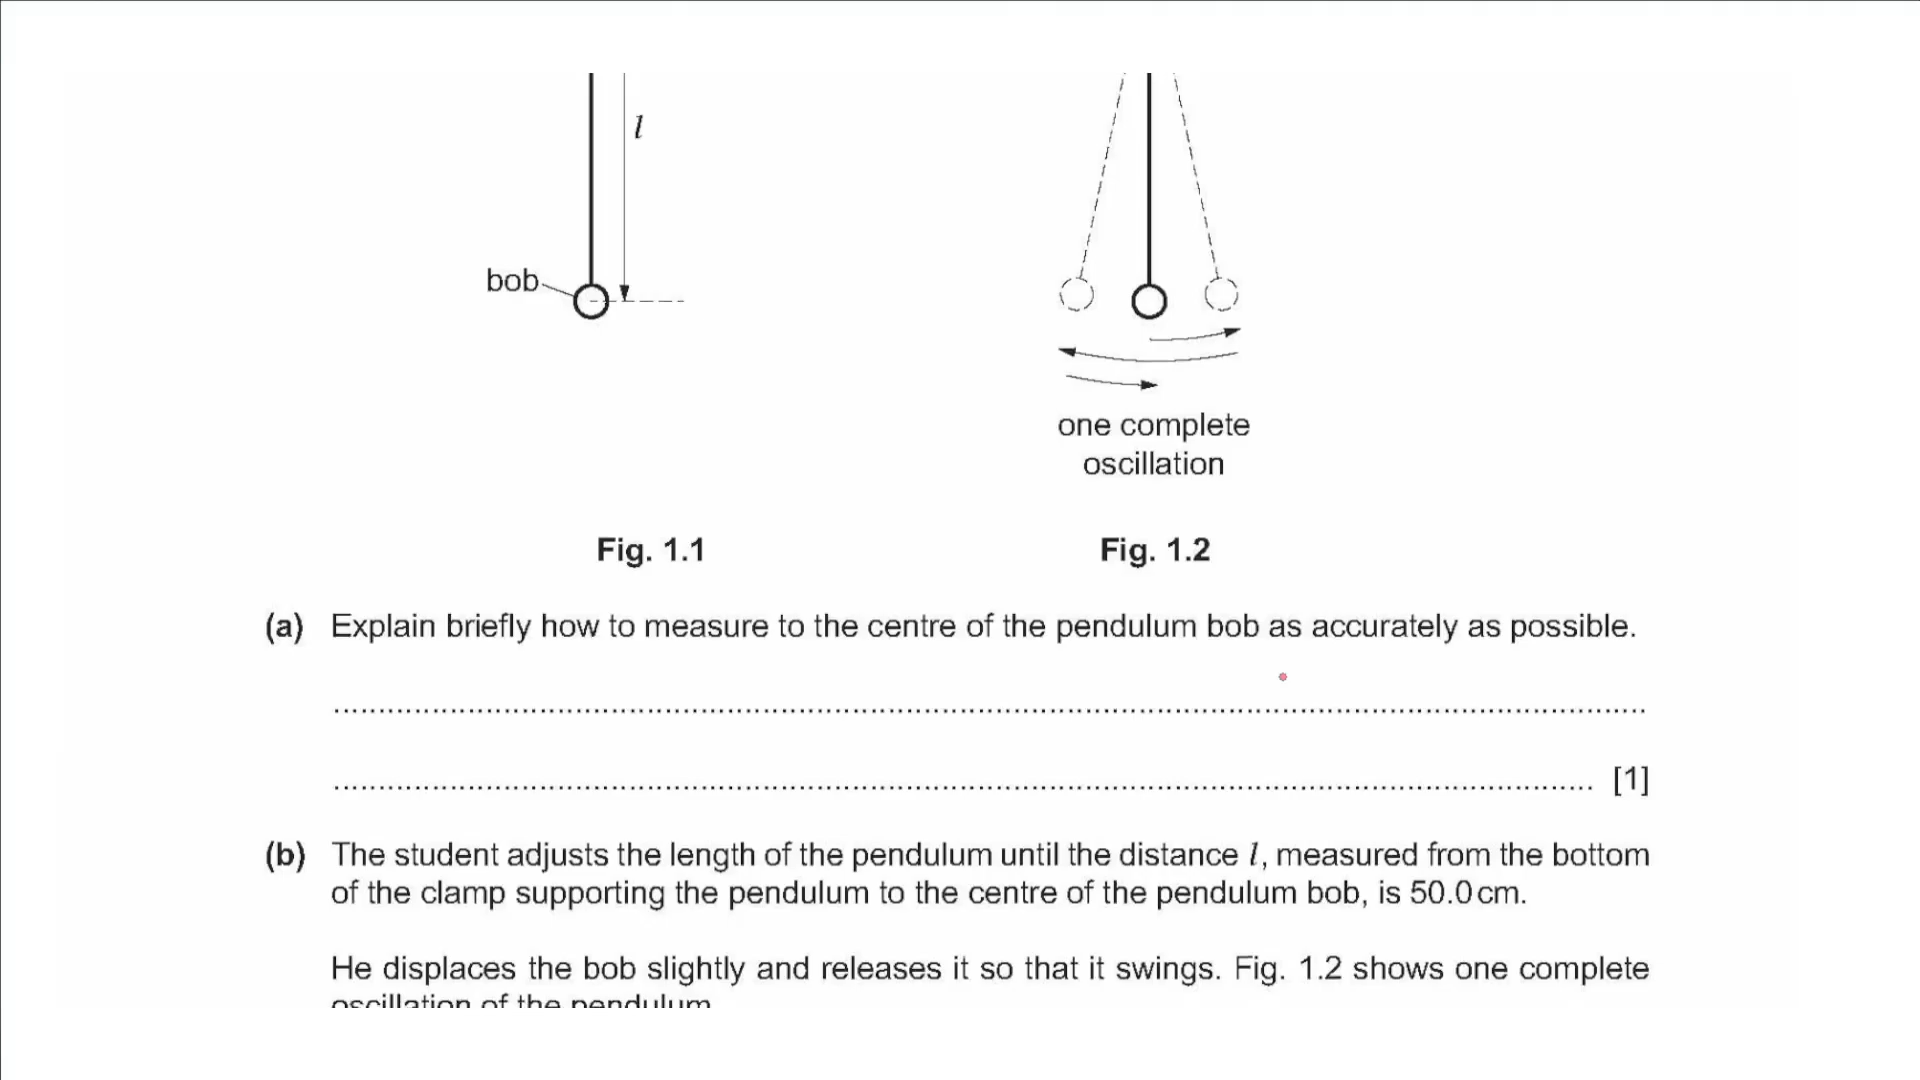 l
bob
one complete
oscillation
Fig. 1.1
Fig. 1.2
(a) Explain briefly how to measure to the centre of the pendulum bob as accurately as possible.
[1]
(b) The student adjusts the length of the pendulum until the distance l, measured from the bottom
of the clamp supporting the pendulum to the centre of the pendulum bob, is 50.0 cm.
He displaces the bob slightly and releases it so that it swings. Fig. 1.2 shows one complete
oscillation of the pendulum